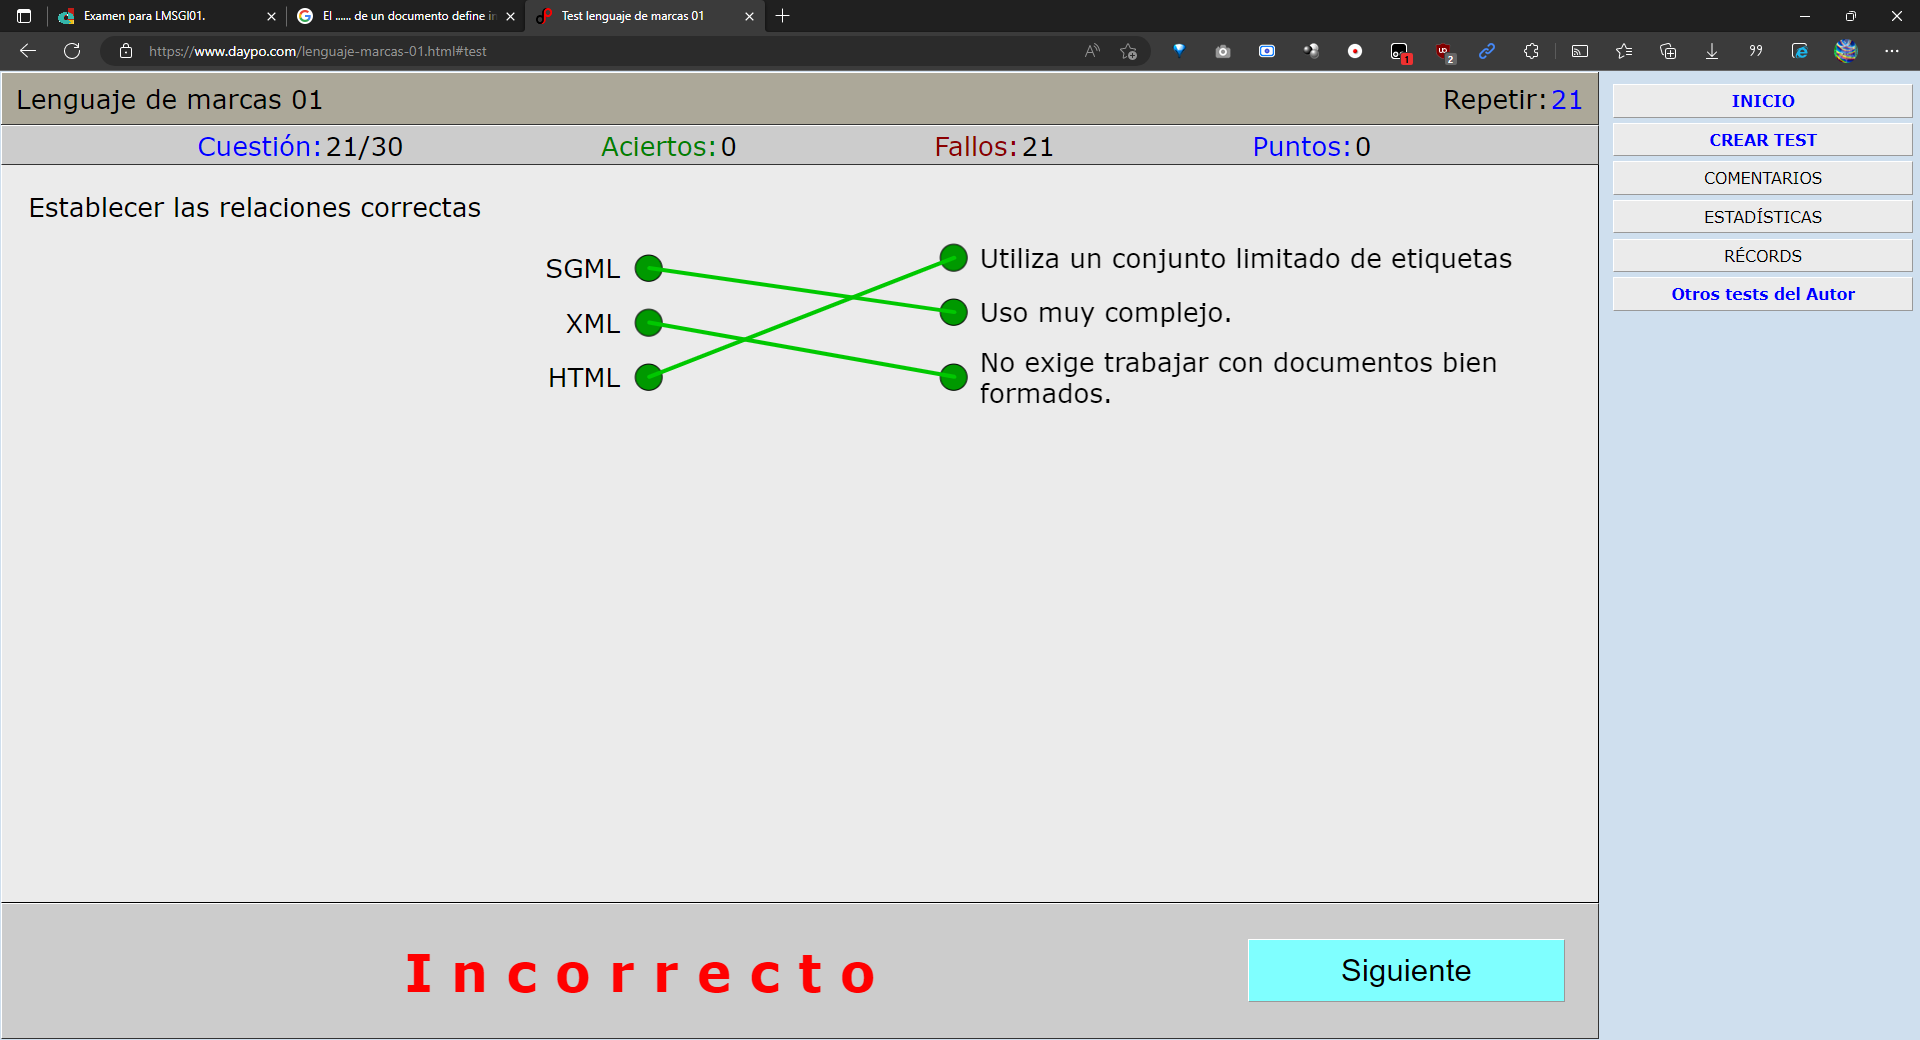 Examen para LMSGI01.
El ...... de un documento define in
Test lenguaje de marcas 01
https://www.daypo.com/lenguaje-marcas-01.html#test
Lenguaje de marcas 01
Repetir: 21
Cuestión: 21/30
Aciertos: 0
Fallos: 21
Puntos: 0
Establecer las relaciones correctas
SGML
XML
HTML
Utiliza un conjunto limitado de etiquetas
Uso muy complejo.
No exige trabajar con documentos bien
formados.
Incorrecto
Siguiente
INICIO
CREAR TEST
COMENTARIOS
ESTADÍSTICAS
RÉCORDS
Otros tests del Autor